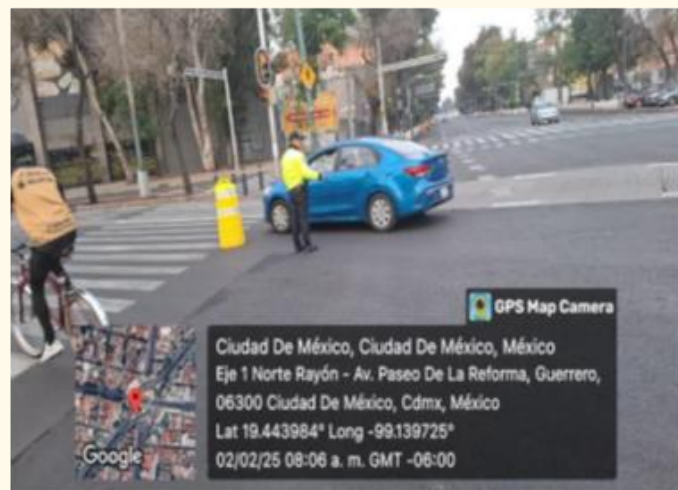 GPS Map Camera
Ciudad De México, Ciudad De México, México
Eje 1 Norte Rayón - Av. Paseo De La Reforma, Guerrero,
06300 Ciudad De México, Cdmx, México
Lat 19.443984° Long -99.139725°
02/02/25 08:06 a. m. GMT -06:00
Google